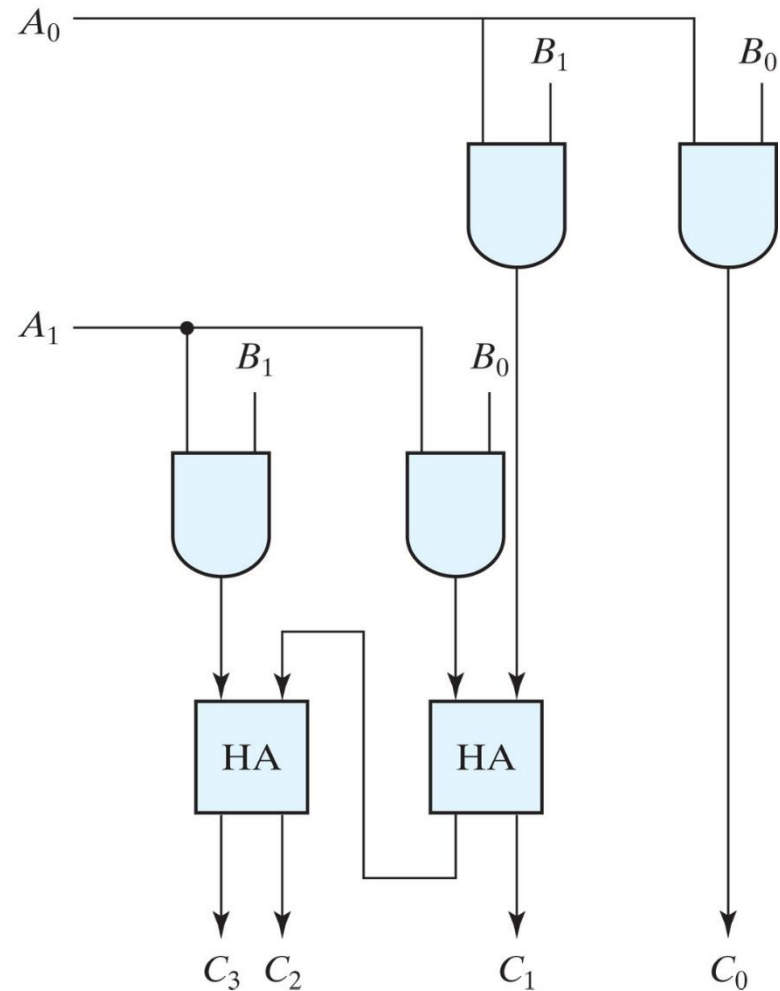 A₀
B₁ B₀
A₁
B₁ B₀
HA HA
C₃ C₂ C₁ C₀